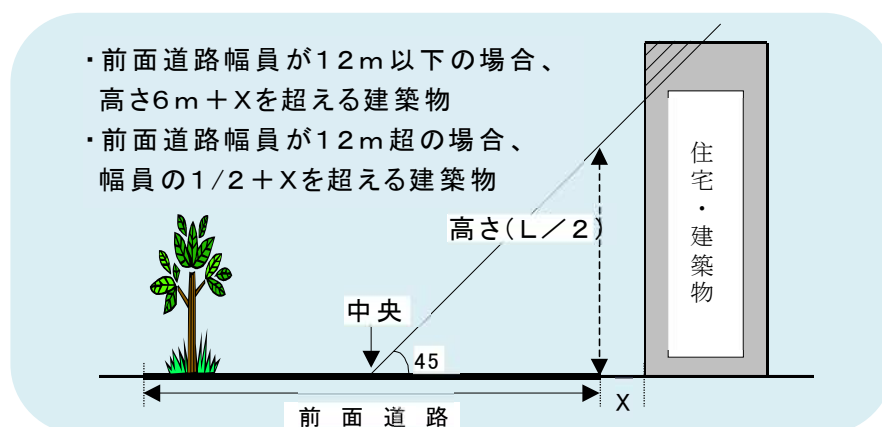 ・前面道路幅員が12m以下の場合、
高さ6m+Xを超える建築物
・前面道路幅員が12m超の場合、
幅員の1/2+Xを超える建築物
高さ(L/2)
住宅・建築物
中央
45
X
前面道路